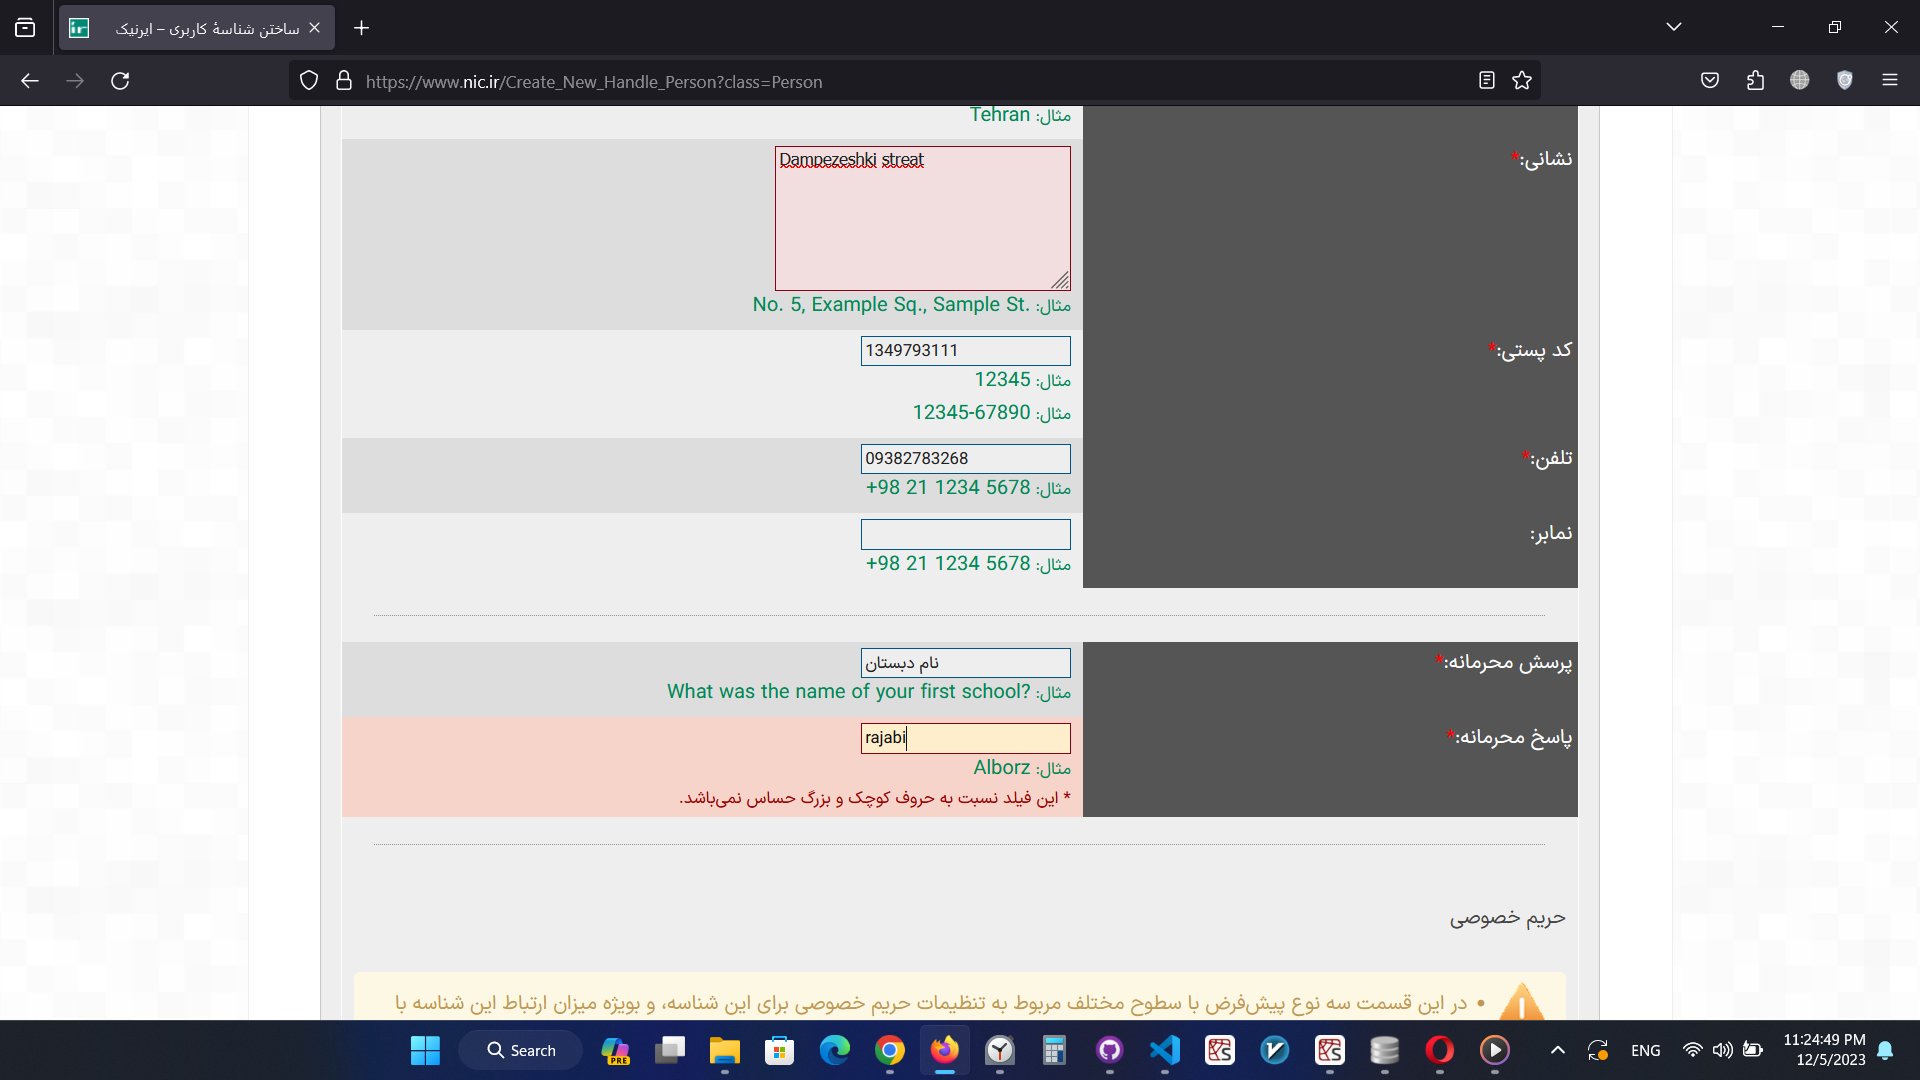 ساختن شناسهٔ کاربری – ایرنیک
https://www.nic.ir/Create_New_Handle_Person?class=Person
مثال: Tehran
نشانی:*
Dampezeshki streat
مثال: No. 5, Example Sq., Sample St.
کد پستی:*
1349793111
مثال: 12345
مثال: 12345-67890
تلفن:*
09382783268
مثال: +98 21 1234 5678
نمابر:
مثال: +98 21 1234 5678
پرسش محرمانه:*
نام دبستان
مثال: What was the name of your first school?
پاسخ محرمانه:*
rajabi
مثال: Alborz
* این فیلد نسبت به حروف کوچک و بزرگ حساس نمی‌باشد.
حریم خصوصی
• در این قسمت سه نوع پیش‌فرض با سطوح مختلف مربوط به تنظیمات حریم خصوصی برای این شناسه، و بویژه میزان ارتباط این شناسه با
Search
PRE
ENG
11:24:49 PM
12/5/2023